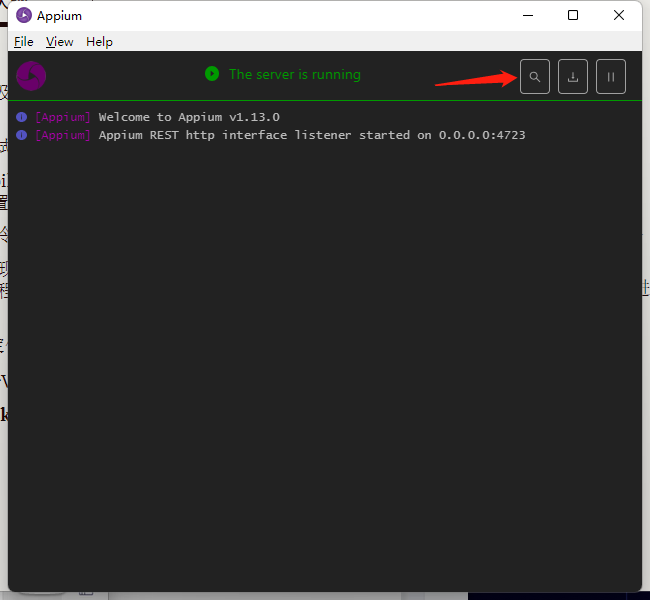 Appium
File View Help
The server is running
[Appium] Welcome to Appium v1.13.0
[Appium] Appium REST http interface listener started on 0.0.0.0:4723